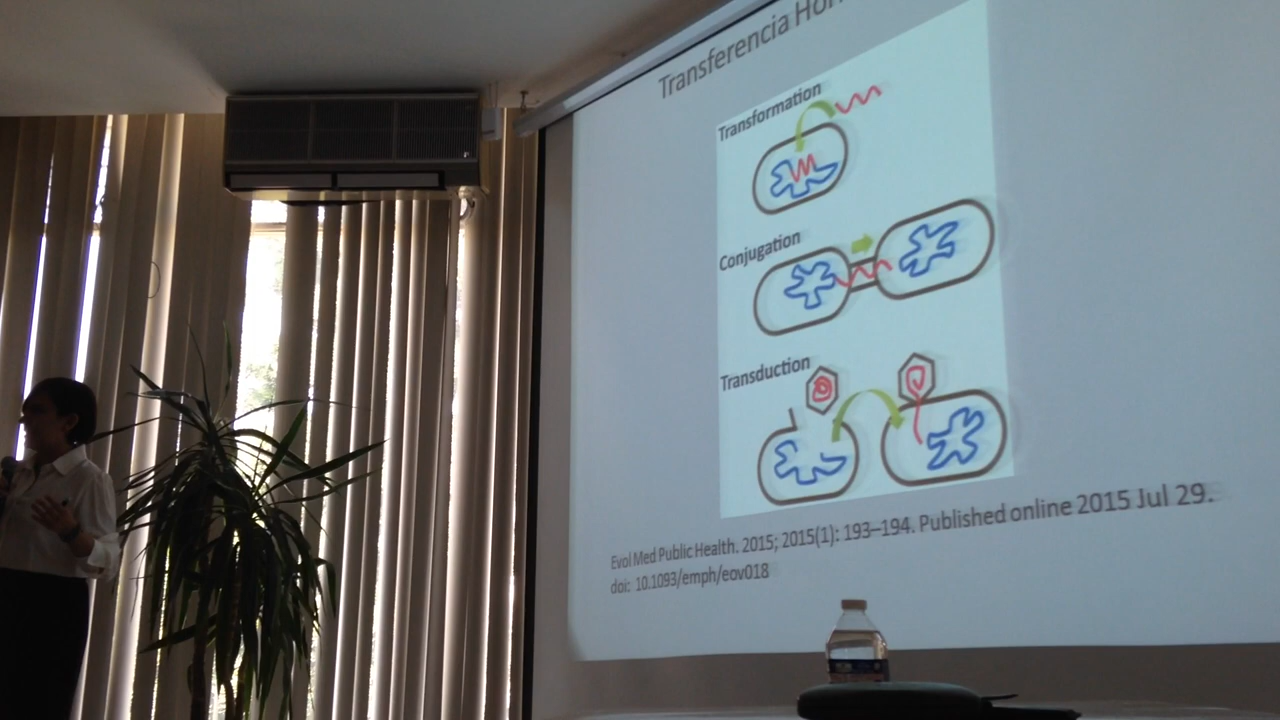 Transferencia Hor
Transformation
Conjugation
Transduction
Evol Med Public Health. 2015; 2015(1): 193–194. Published online 2015 Jul 29.
doi: 10.1093/emph/eov018